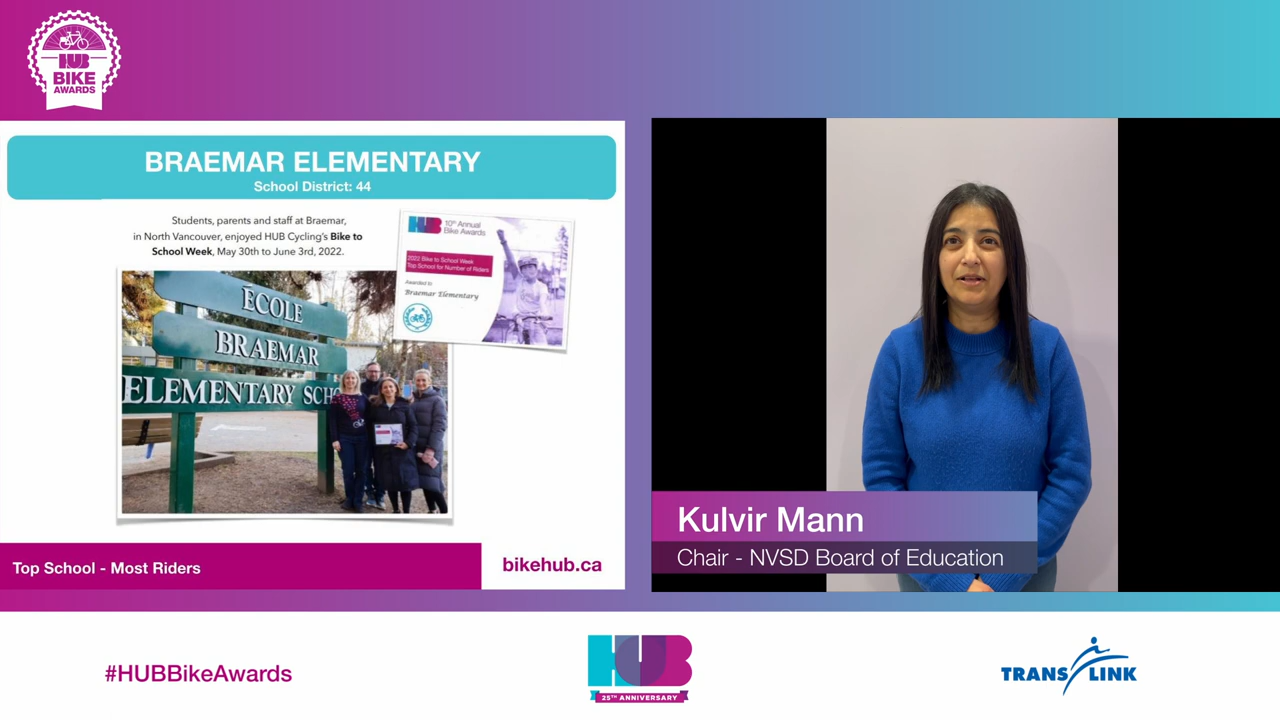 HUB
BIKE
AWARDS
BRAEMAR ELEMENTARY
School District: 44
Students, parents and staff at Braemar,
in North Vancouver, enjoyed HUB Cycling's Bike to
School Week, May 30th to June 3rd, 2022.
HUB
10th Annual
Bike Awards
2022 Bike to School Week
Top School for Number of Riders
Awarded to
Braemar Elementary
ÉCOLE
BRAEMAR
ELEMENTARY SCHO
Top School - Most Riders
bikehub.ca
Kulvir Mann
Chair - NVSD Board of Education
#HUBBikeAwards
HUB
25TH ANNIVERSARY
TRANSLINK